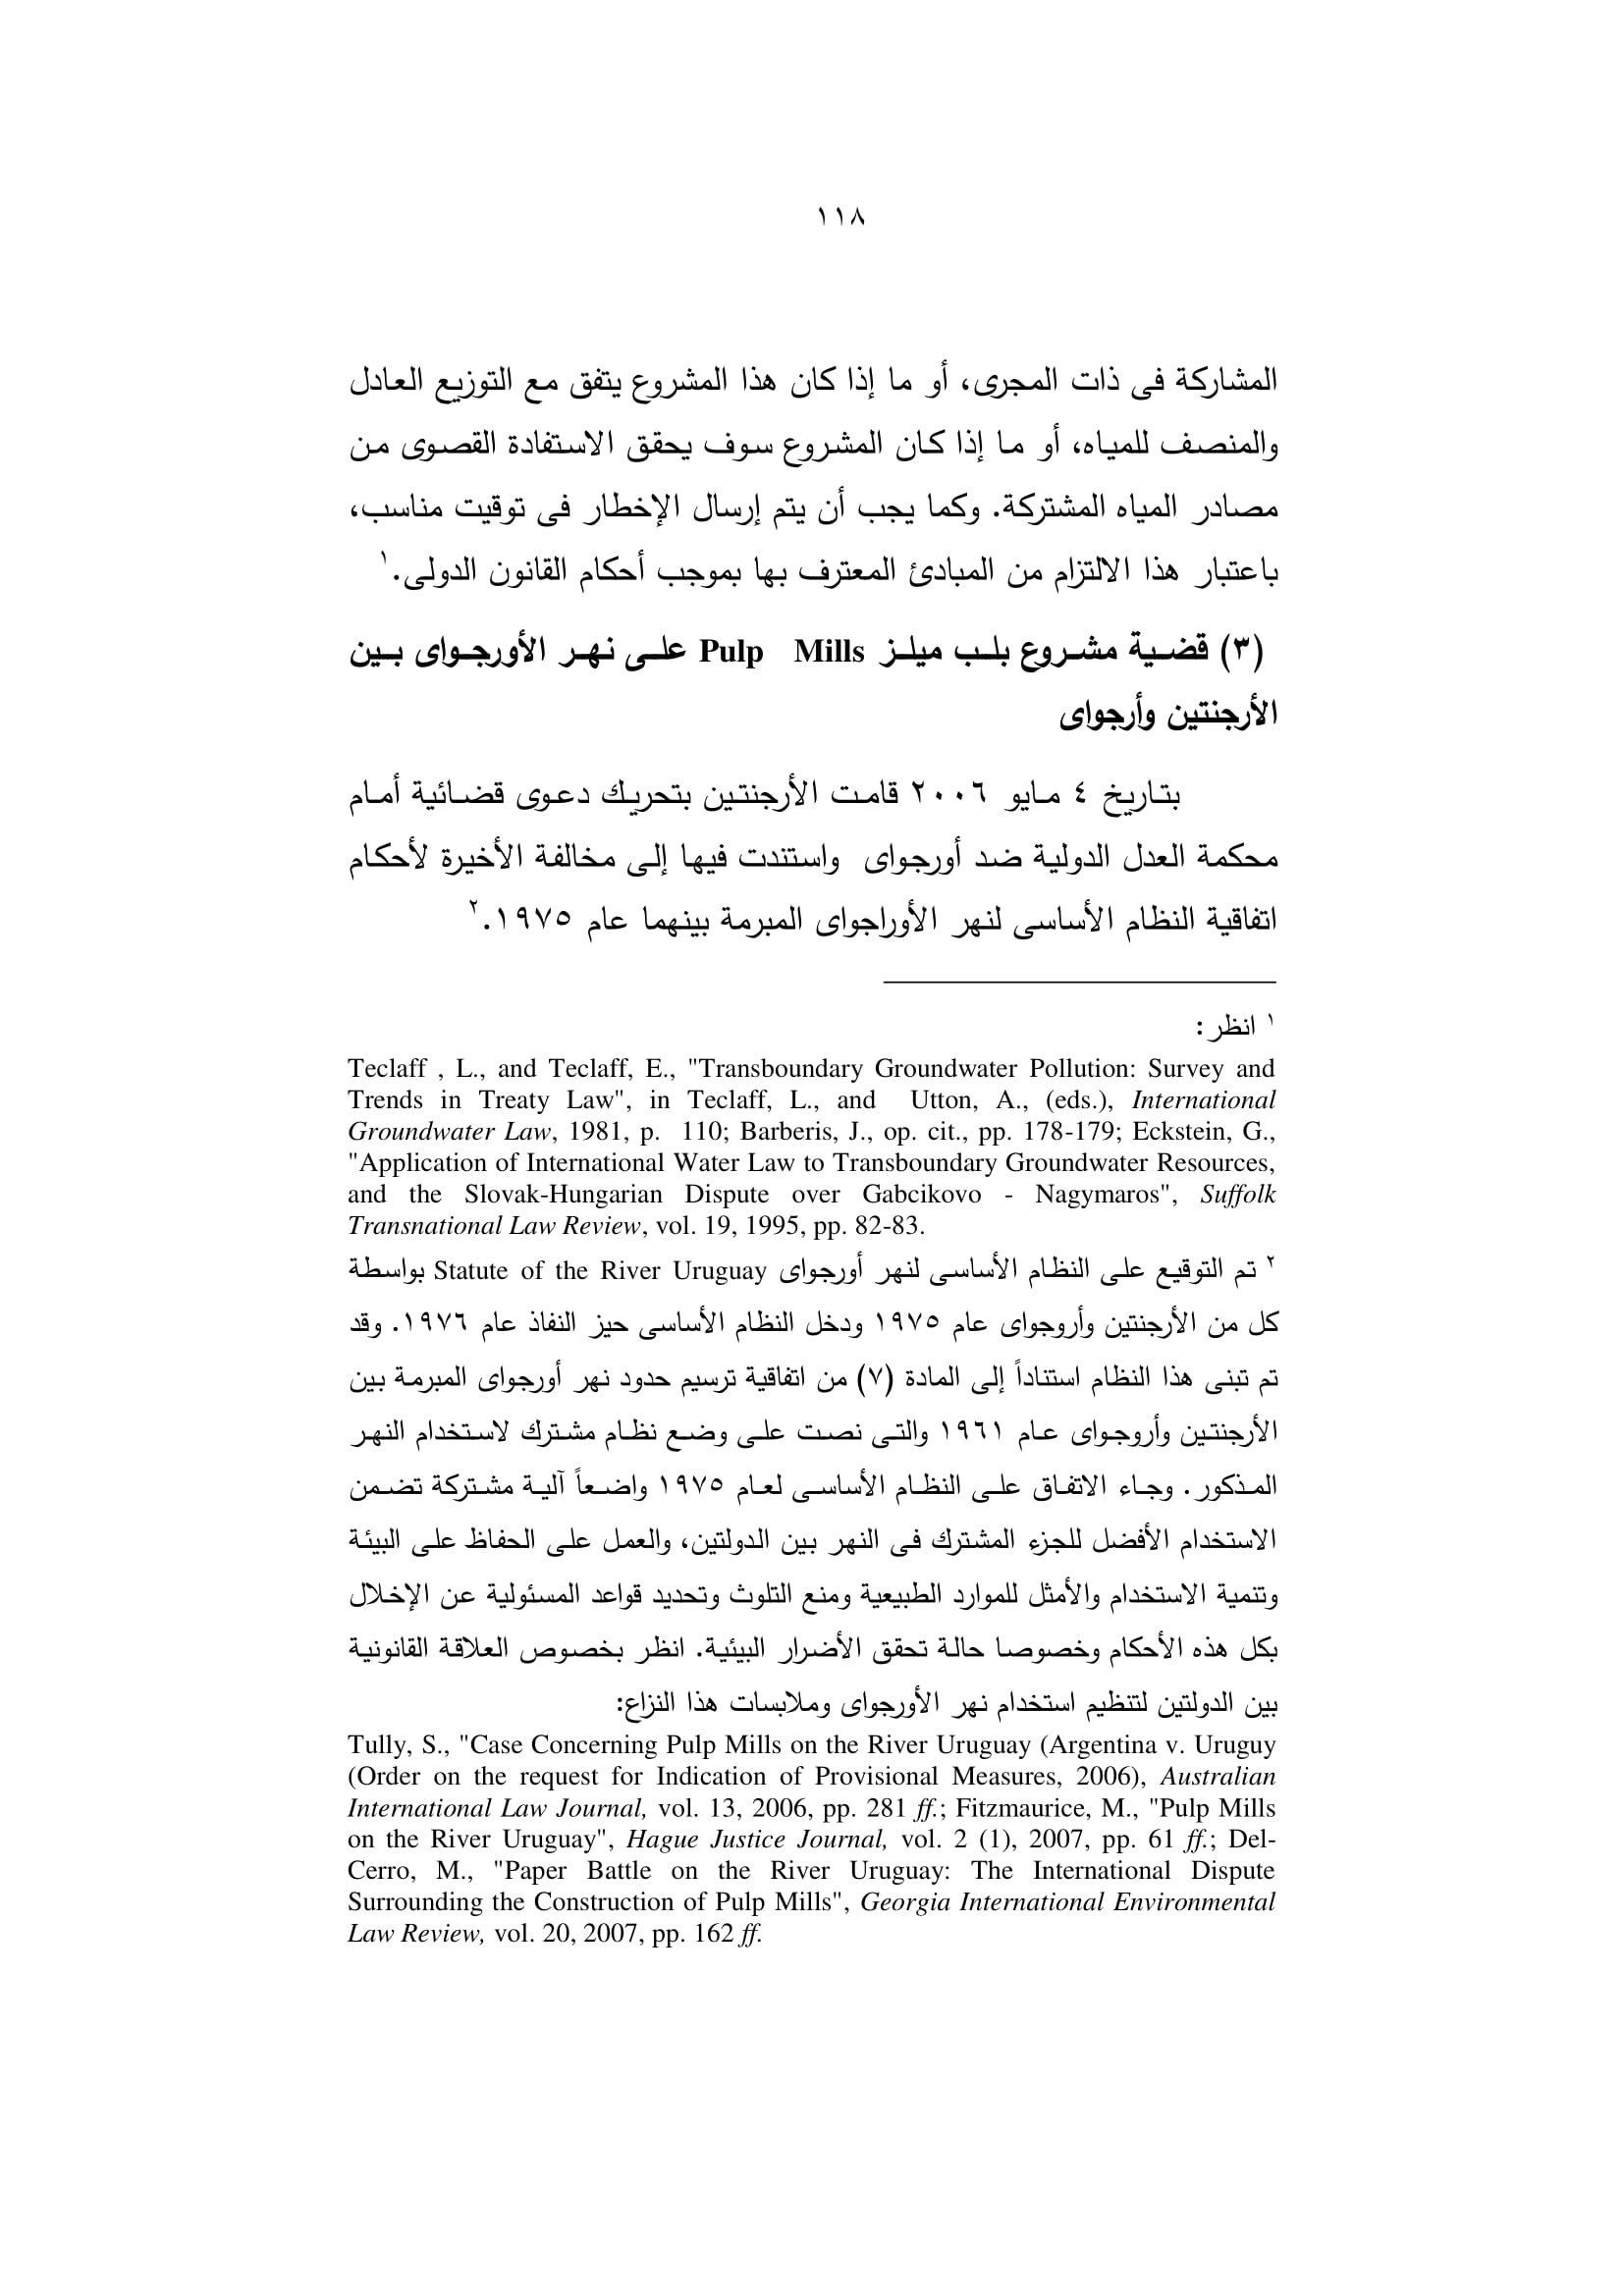 ١١٨
المشاركة فى ذات المجرى، أو ما إذا كان هذا المشروع يتفق مع التوزيع العادل
والمنصف للمياه، أو ما إذا كان المشروع سوف يحقق الاستفادة القصوى من
مصادر المياه المشتركة. وكما يجب أن يتم إرسال الإخطار فى توقيت مناسب،
باعتبار هذا الالتزام من المبادئ المعترف بها بموجب أحكام القانون الدولى.١
(٣) قضية مشروع بلب ميلز Pulp Mills على نهر الأورجواى بين
الأرجنتين وأرجواى
بتاريخ ٤ مايو ٢٠٠٦ قامت الأرجنتين بتحريك دعوى قضائية أمام
محكمة العدل الدولية ضد أورجواى واستندت فيها إلى مخالفة الأخيرة لأحكام
اتفاقية النظام الأساسى لنهر الأوراجواى المبرمة بينهما عام ١٩٧٥.٢
١ انظر:
Teclaff , L., and Teclaff, E., "Transboundary Groundwater Pollution: Survey and
Trends in Treaty Law", in Teclaff, L., and Utton, A., (eds.), International
Groundwater Law, 1981, p. 110; Barberis, J., op. cit., pp. 178-179; Eckstein, G.,
"Application of International Water Law to Transboundary Groundwater Resources,
and the Slovak-Hungarian Dispute over Gabcikovo - Nagymaros", Suffolk
Transnational Law Review, vol. 19, 1995, pp. 82-83.
٢ تم التوقيع على النظام الأساسى لنهر أورجواى Statute of the River Uruguay بواسطة
كل من الأرجنتين وأروجواى عام ١٩٧٥ ودخل النظام الأساسى حيز النفاذ عام ١٩٧٦. وقد
تم تبنى هذا النظام استناداً إلى المادة (٧) من اتفاقية ترسيم حدود نهر أورجواى المبرمة بين
الأرجنتين وأروجواى عام ١٩٦١ والتى نصت على وضع نظام مشترك لاستخدام النهر
المذكور. وجاء الاتفاق على النظام الأساسى لعام ١٩٧٥ واضعاً آلية مشتركة تضمن
الاستخدام الأفضل للجزء المشترك فى النهر بين الدولتين، والعمل على الحفاظ على البيئة
وتنمية الاستخدام والأمثل للموارد الطبيعية ومنع التلوث وتحديد قواعد المسئولية عن الإخلال
بكل هذه الأحكام وخصوصا حالة تحقق الأضرار البيئية. انظر بخصوص العلاقة القانونية
بين الدولتين لتنظيم استخدام نهر الأورجواى وملابسات هذا النزاع:
Tully, S., "Case Concerning Pulp Mills on the River Uruguay (Argentina v. Uruguy
(Order on the request for Indication of Provisional Measures, 2006), Australian
International Law Journal, vol. 13, 2006, pp. 281 ff.; Fitzmaurice, M., "Pulp Mills
on the River Uruguay", Hague Justice Journal, vol. 2 (1), 2007, pp. 61 ff.; Del-
Cerro, M., "Paper Battle on the River Uruguay: The International Dispute
Surrounding the Construction of Pulp Mills", Georgia International Environmental
Law Review, vol. 20, 2007, pp. 162 ff.